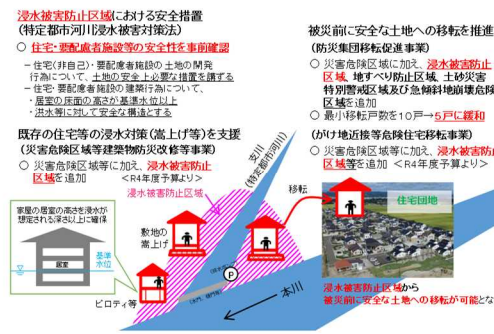 浸水被害防止区域における安全措置
(特定都市河川浸水被害対策法)
○ 住宅・要配慮者施設等の安全性を事前確認
－住宅(非自己)・要配慮者施設の土地の開発
行為について、土地の安全上必要な措置を講ずる
－住宅・要配慮者施設の建築行為について、
・居室の床面の高さが基準水位以上
・洪水等に対して安全な構造とする
既存の住宅等の浸水対策(嵩上げ等)を支援
(災害危険区域等建築物防災改修等事業)
○ 災害危険区域等に加え、浸水被害防止
区域を追加 <R4年度予算より>
浸水被害防止区域
家屋の居室の高さを浸水が
想定される深さ以上に確保
居室
基準
水位
敷地の
嵩上げ
ピロティ等
支川
(特定都市河川)
P
本川
移転
被災前に安全な土地への移転を推進
(防災集団移転促進事業)
○ 災害危険区域に加え、浸水被害防止
区域、地すべり防止区域、土砂災害
特別警戒区域及び急傾斜地崩壊危険
区域を追加
○ 最小移転戸数を10戸→5戸に緩和
(がけ地近接等危険住宅移転事業)
○ 災害危険区域等に加え、浸水被害防
区域等を追加 <R4年度予算より>
住宅団地
浸水被害防止区域から
被災前に安全な土地への移転が可能とな